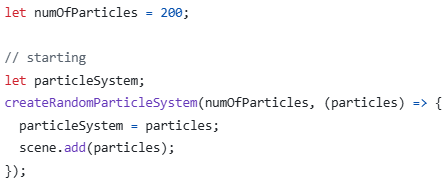 let numOfParticles = 200;

// starting
let particleSystem;
createRandomParticleSystem(numOfParticles, (particles) => {
  particleSystem = particles;
  scene.add(particles);
});